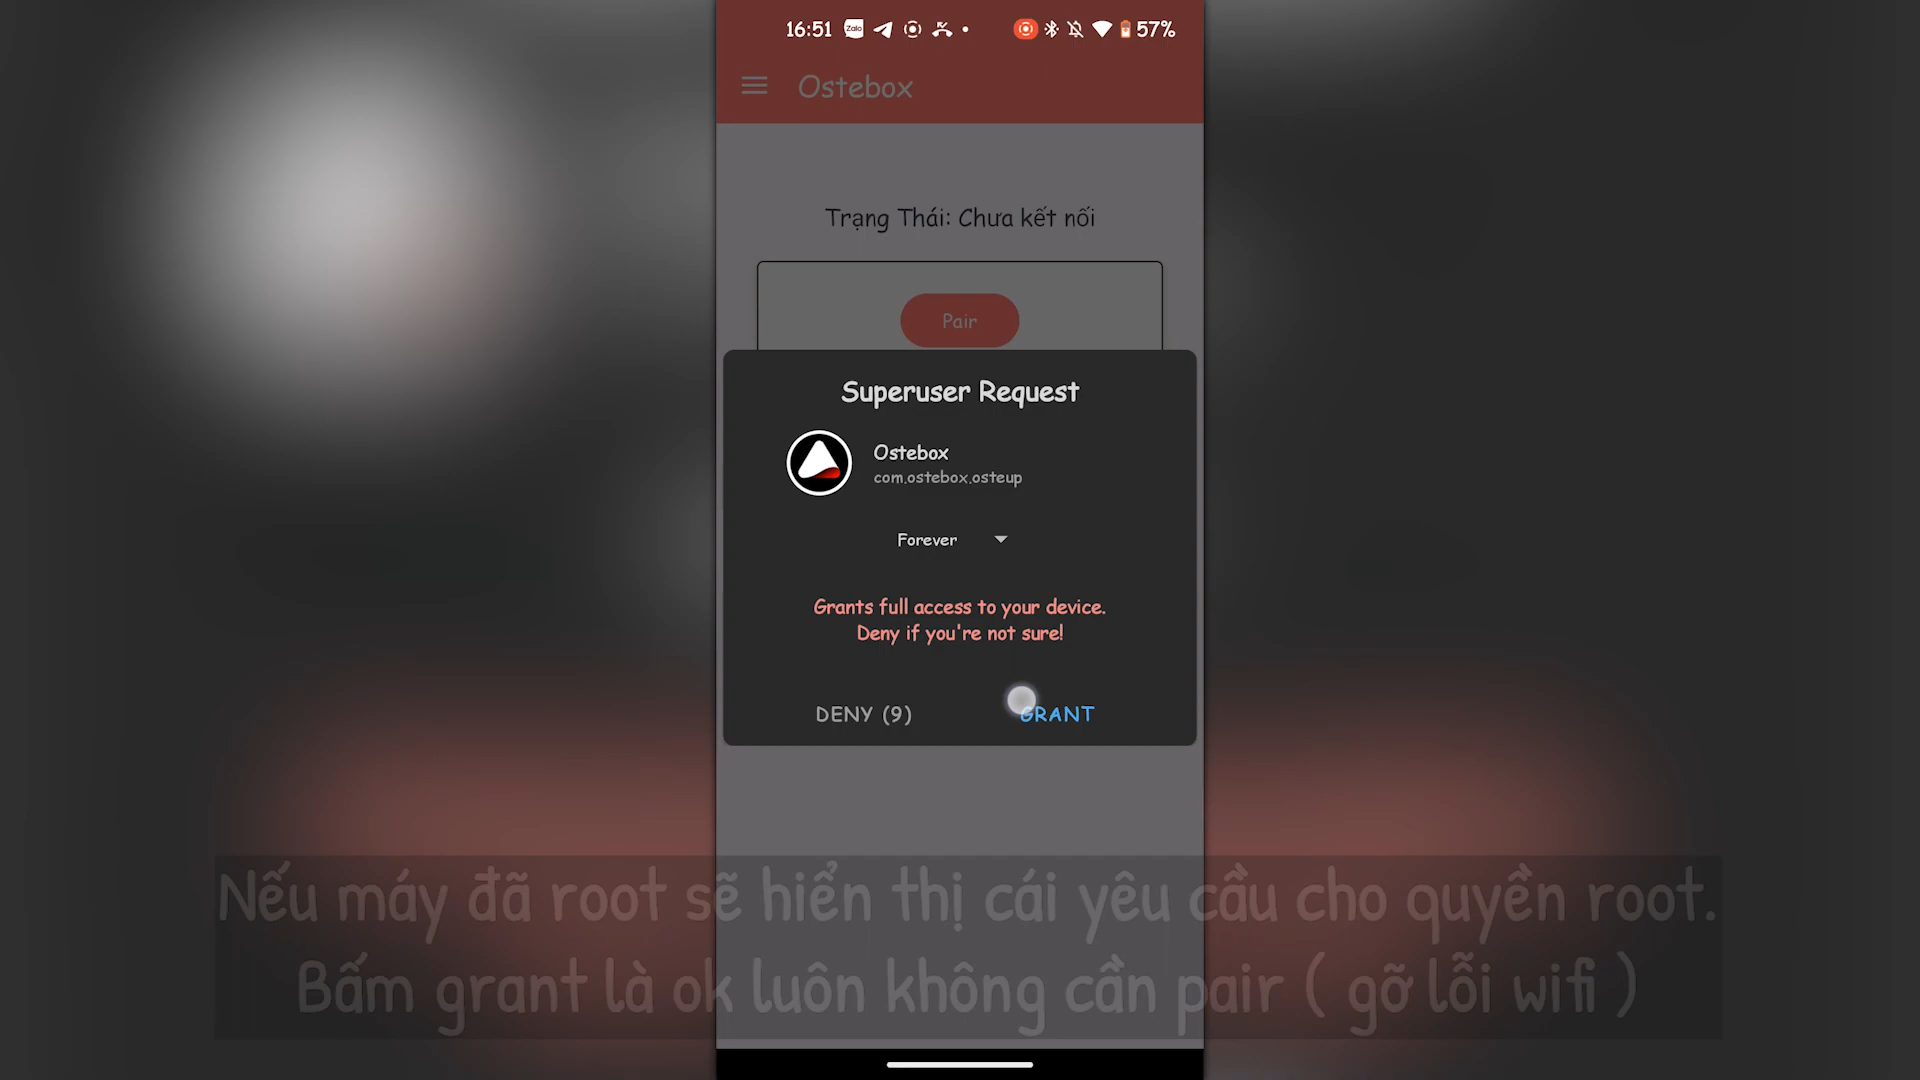 16:51
Zalo
57%
Ostebox
Trạng Thái: Chưa kết nối
Pair
Superuser Request
Ostebox
com.ostebox.osteup
Forever
Grants full access to your device.
Deny if you're not sure!
DENY (9)
GRANT
Nếu máy đã root sẽ hiển thị cái yêu cầu cho quyền root.
Bấm grant là ok luôn không cần pair ( gỡ lỗi wifi )